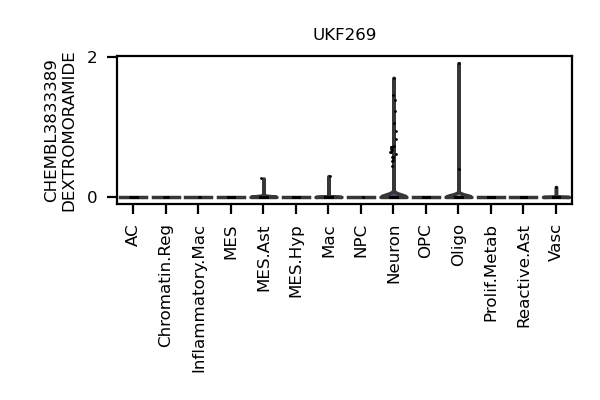 UKF269
CHEMBL3833389
DEXTROMORAMIDE
2
0
AC
Chromatin.Reg
Inflammatory.Mac
MES
MES.Ast
MES.Hyp
Mac
NPC
Neuron
OPC
Oligo
Prolif.Metab
Reactive.Ast
Vasc